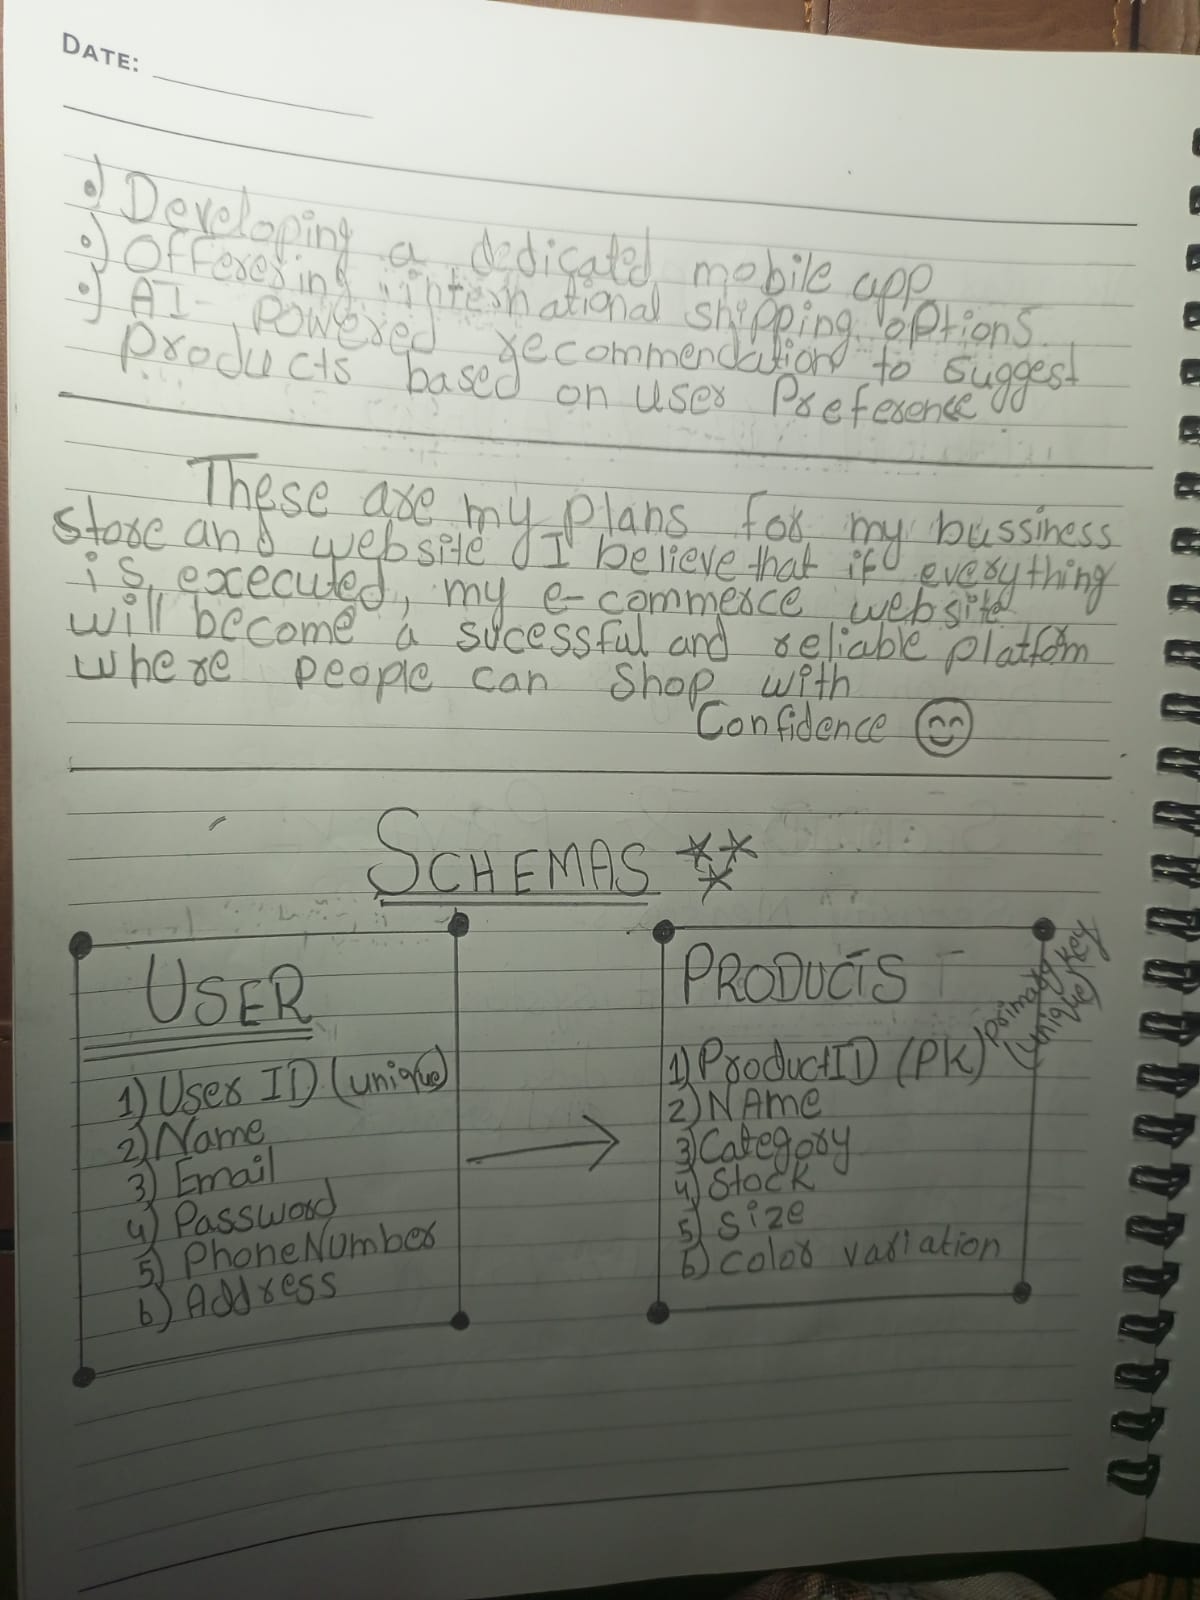 DATE:
•) Developing a dedicated mobile app
•) Offering international shipping options.
•) AI-Powered recommendation to suggest
Products based on user Preference
These are my plans for my bussiness
store and website I believe that if everything
is executed, my e-commerce website
will become a sucessful and reliable platform
where people can Shop with
Confidence
SCHEMAS
USER
1) User ID (unique)
2) Name
3) Email
4) Password
5) PhoneNumber
6) Address
PRODUCTS
1) ProductID (PK) primary key
(unique)
2) NAme
3) Category
4) Stock
5) Size
6) Color variation